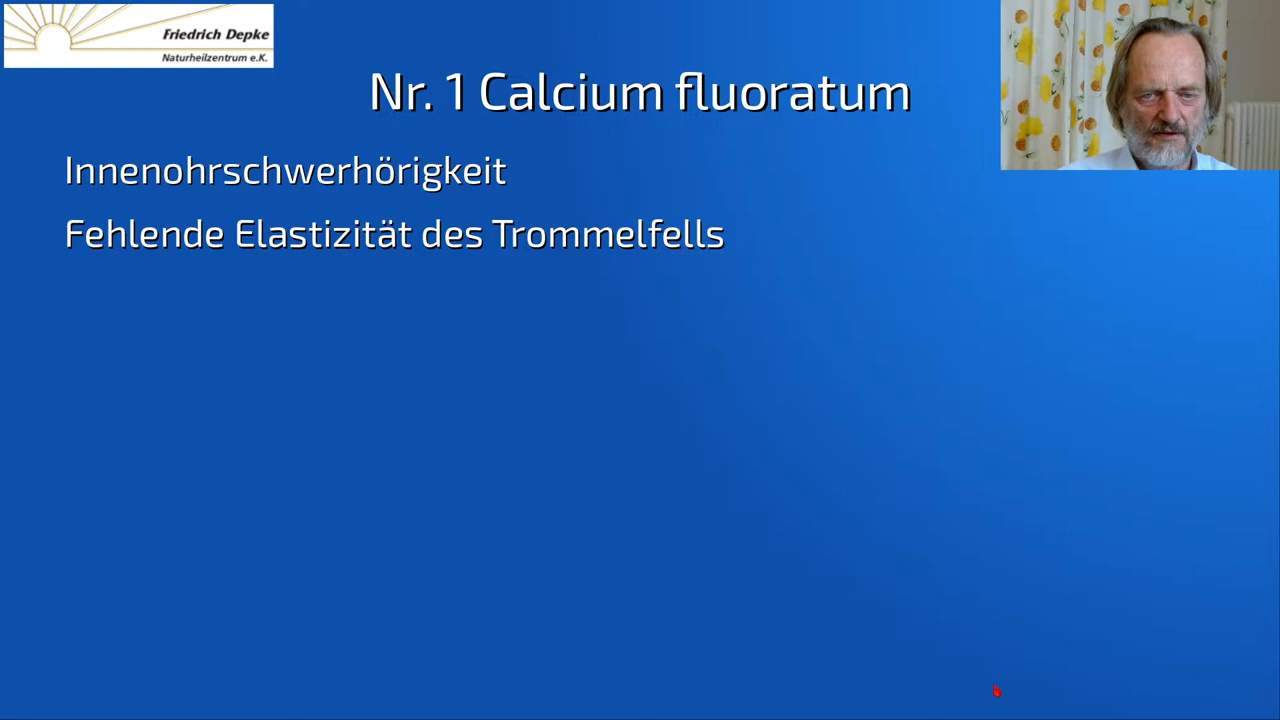 Friedrich Depke
Naturheilzentrum e.K.
Nr. 1 Calcium fluoratum
Innenohrschwerhörigkeit
Fehlende Elastizität des Trommelfells